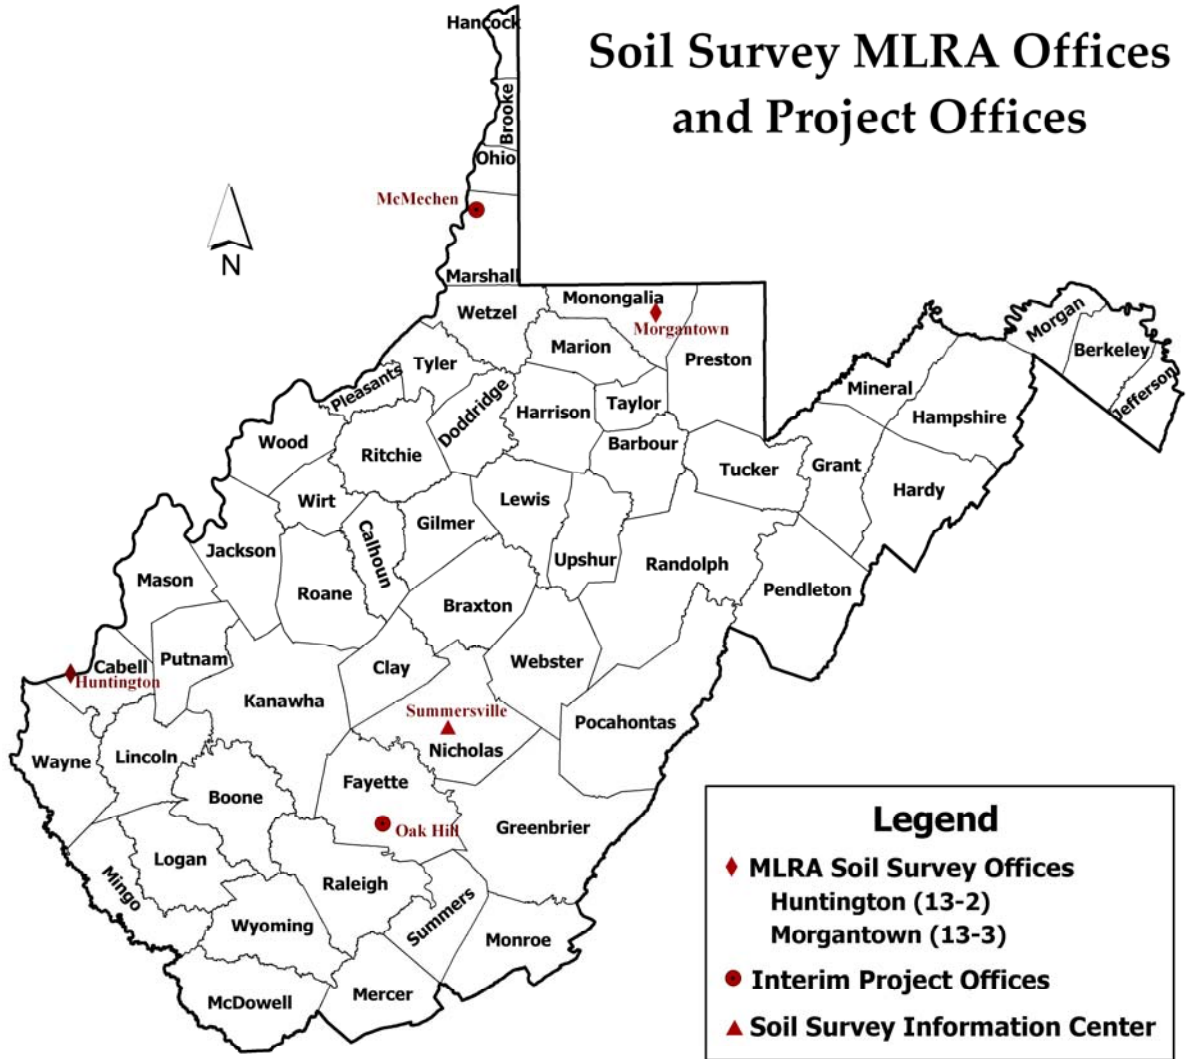 Soil Survey MLRA Offices
and Project Offices
Hancock
Brooke
Ohio
McMechen
N
Marshall
Wetzel
Monongalia
Morgantown
Marion
Preston
Morgan
Berkeley
Jefferson
Mineral
Hampshire
Tyler
Pleasants
Doddridge
Harrison
Taylor
Barbour
Wood
Ritchie
Tucker
Grant
Hardy
Wirt
Calhoun
Gilmer
Lewis
Upshur
Randolph
Pendleton
Jackson
Mason
Roane
Braxton
Cabell
Huntington
Putnam
Clay
Webster
Kanawha
Summersville
Nicholas
Pocahontas
Wayne
Lincoln
Boone
Fayette
Oak Hill
Greenbrier
Mingo
Logan
Raleigh
Wyoming
Summers
Monroe
McDowell
Mercer
Legend
MLRA Soil Survey Offices
Huntington (13-2)
Morgantown (13-3)
Interim Project Offices
Soil Survey Information Center